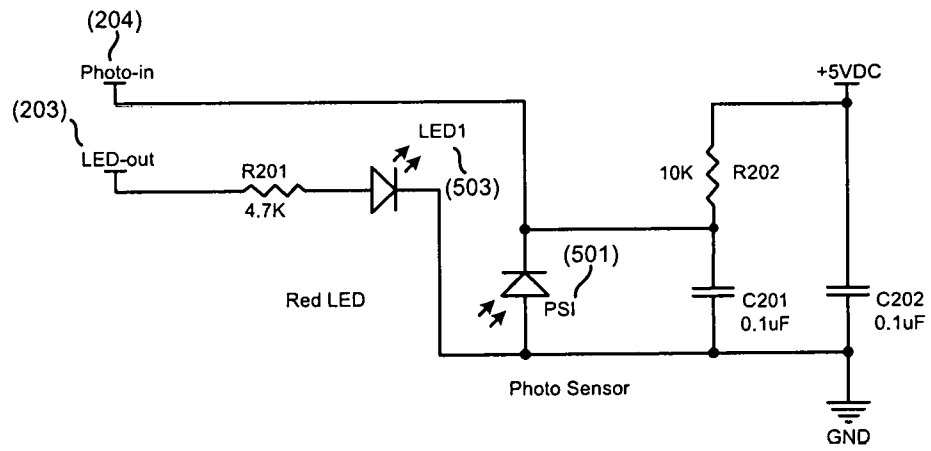 (204)
Photo-in
+5VDC
(203)
LED-out
LED1
(503)
R201
4.7K
10K
R202
(501)
PSI
Red LED
C201
0.1uF
C202
0.1uF
Photo Sensor
GND